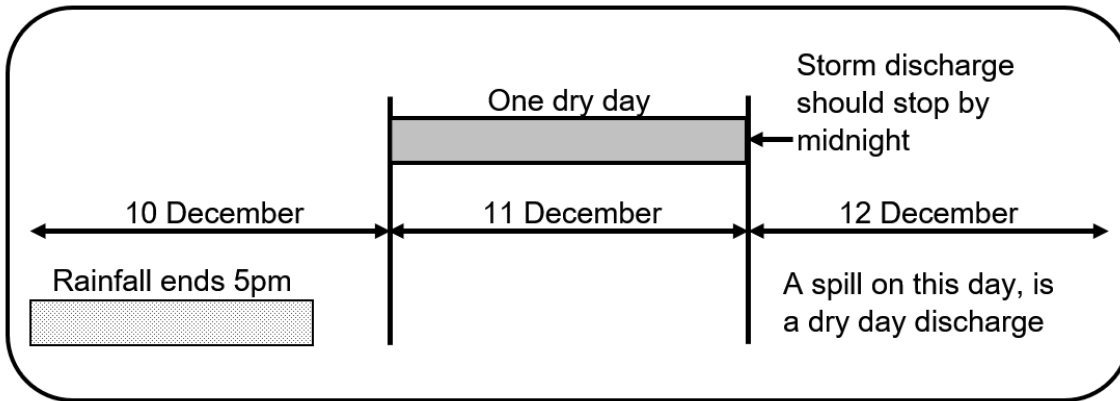 One dry day
Storm discharge
should stop by
midnight
10 December
11 December
12 December
Rainfall ends 5pm
A spill on this day, is
a dry day discharge